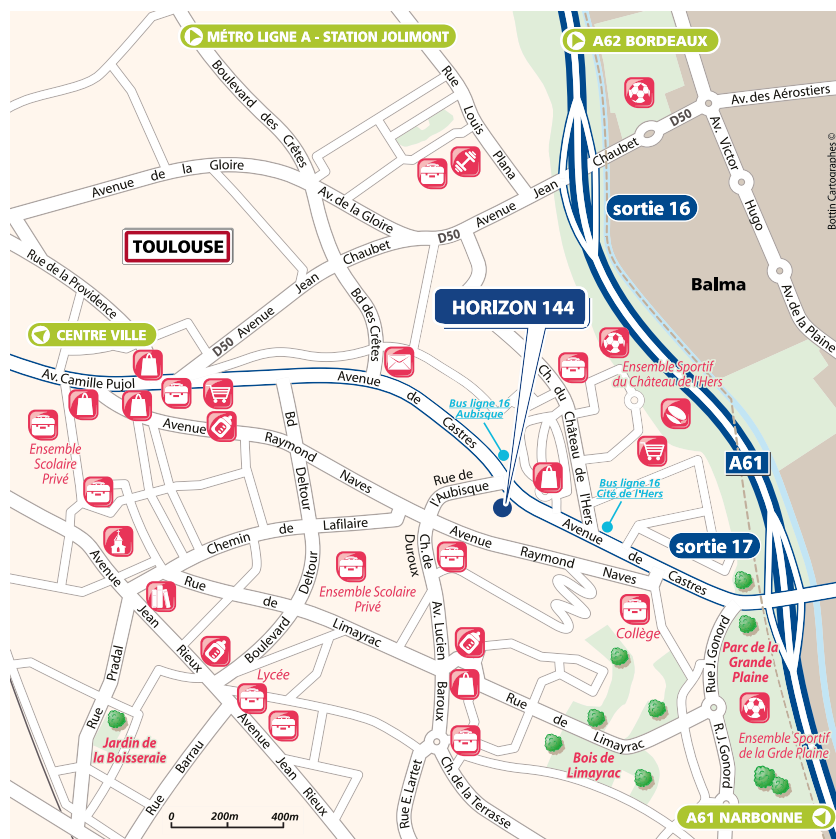 MÉTRO LIGNE A - STATION JOLIMONT
A62 BORDEAUX
Boulevard des Crêtes
Rue Louis Plana
Av. des Aérostiers
D50
Av. Victor Hugo
Chaubet
Bottin Cartographes ©
Avenue de la Gloire
Av. de la Gloire
Avenue Jean
sortie 16
D50
TOULOUSE
Rue de la Providence
Avenue Jean Chaubet
D50
Balma
Av. de la Plaine
HORIZON 144
CENTRE VILLE
Bd des Crêtes
Av. Camille Pujol
Avenue de Castres
Ch. du Château de l'Hers
Ensemble Sportif
du Château de l'Hers
Bus ligne 16
Aubisque
Ensemble
Scolaire
Privé
Avenue Raymond Naves
Bd Deltour
A61
Rue de
l'Aubisque
Bus ligne 16
Cité de l'Hers
Chemin de Lafilaire
Avenue de Castres
sortie 17
Avenue Raymond Naves
Ch. de Duroux
Ensemble Scolaire
Privé
Collège
Avenue Jean Rieux
Rue de Limayrac
Boulevard Deltour
Av. Lucien Baroux
Rue J. Gonord
Parc de la
Grande
Plaine
Rue Pradal
Lycée
Rue de Limayrac
Jardin de
la Boisseraie
Rue Barrau
Avenue Jean Rieux
Bois de
Limayrac
R. J. Gonord
Ensemble Sportif
de la Grde Plaine
Rue E. Lartet
Ch. de la Terrasse
0 200m 400m
A61 NARBONNE